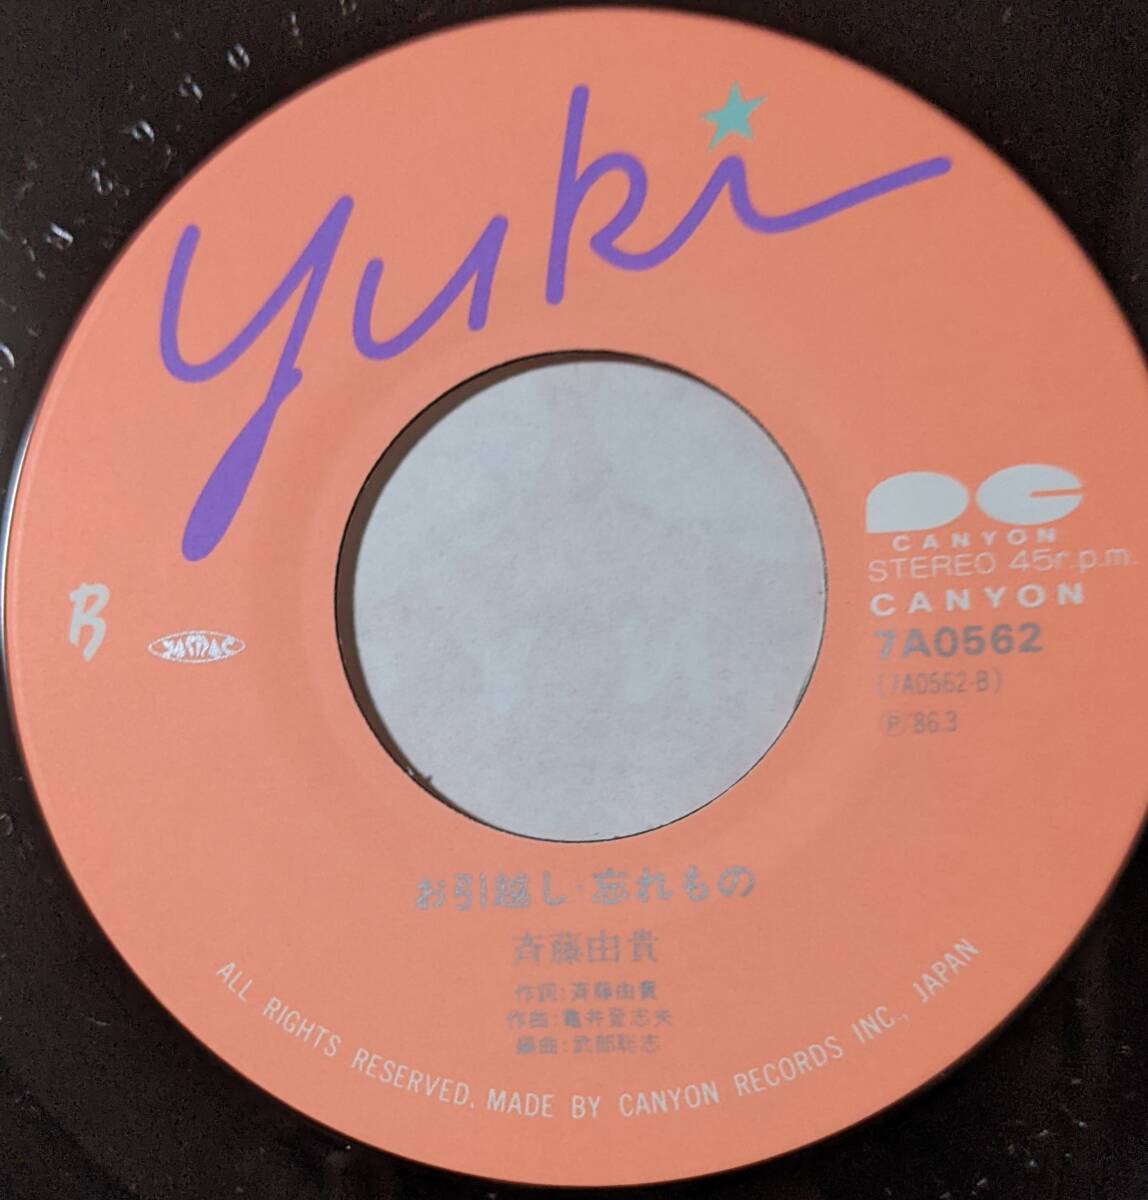 yuki
B
JASRAC
PC
CANYON
STEREO 45r.p.m.
CANYON
7A0562
(7A0562-B)
Ⓟ'86.3
お引越し・忘れもの
斉藤由貴
作詞:斉藤由貴
作曲:亀井登志夫
編曲:武部聡志
ALL RIGHTS RESERVED. MADE BY CANYON RECORDS INC., JAPAN